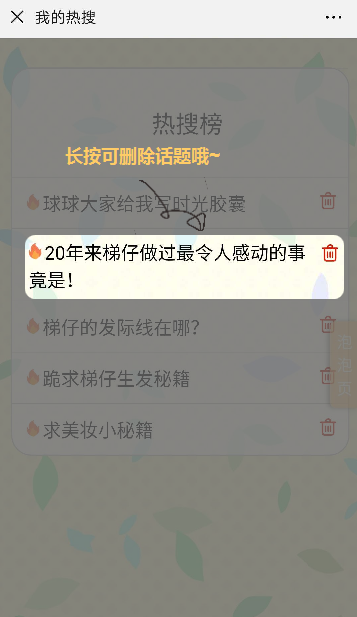 我的热搜
热搜榜
长按可删除话题哦~
球球大家给我写时光胶囊
20年来梯仔做过最令人感动的事
竟是！
梯仔的发际线在哪？
跪求梯仔生发秘籍
求美妆小秘籍
泡泡页